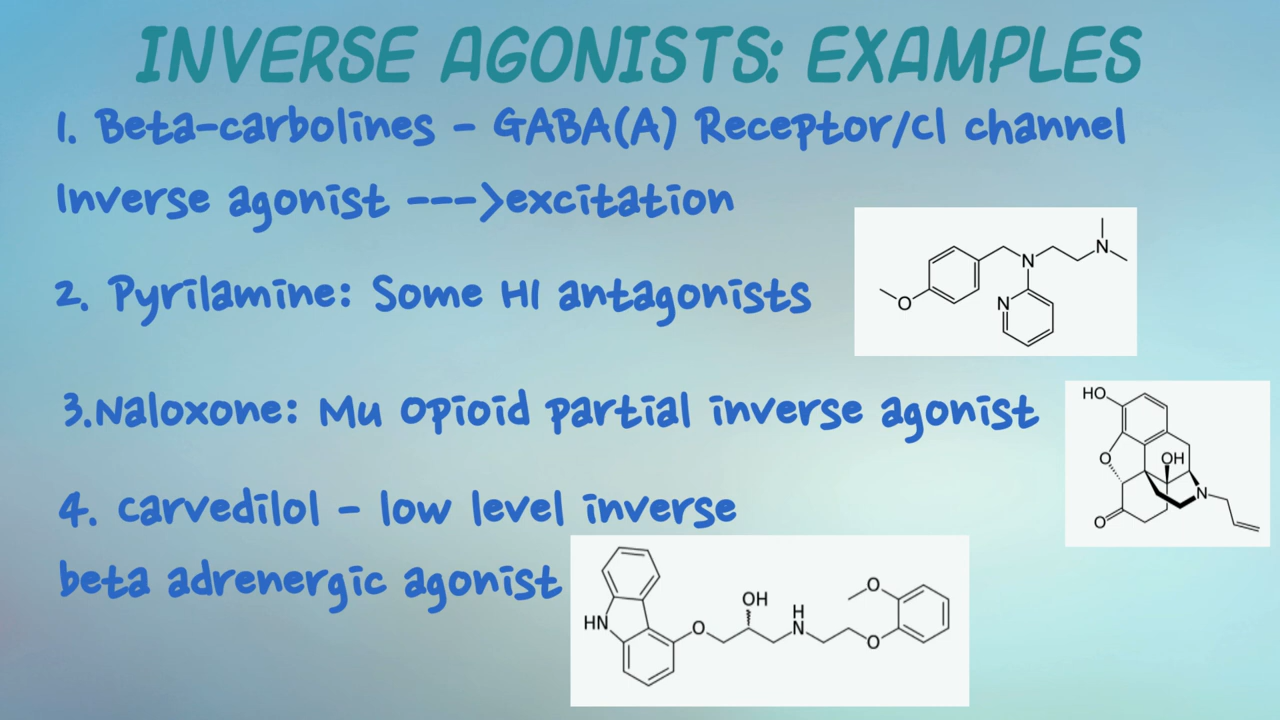 INVERSE AGONISTS: EXAMPLES
1. Beta-carbolines - GABA(A) Receptor/Cl channel
Inverse agonist --->excitation
2. Pyrilamine: Some H1 antagonists
3.Naloxone: Mu Opioid partial inverse agonist
4. Carvedilol - low level inverse
beta adrenergic agonist
N
N
O
N
HO
O
OH
N
O
OH
O
H
N
HN
O
O